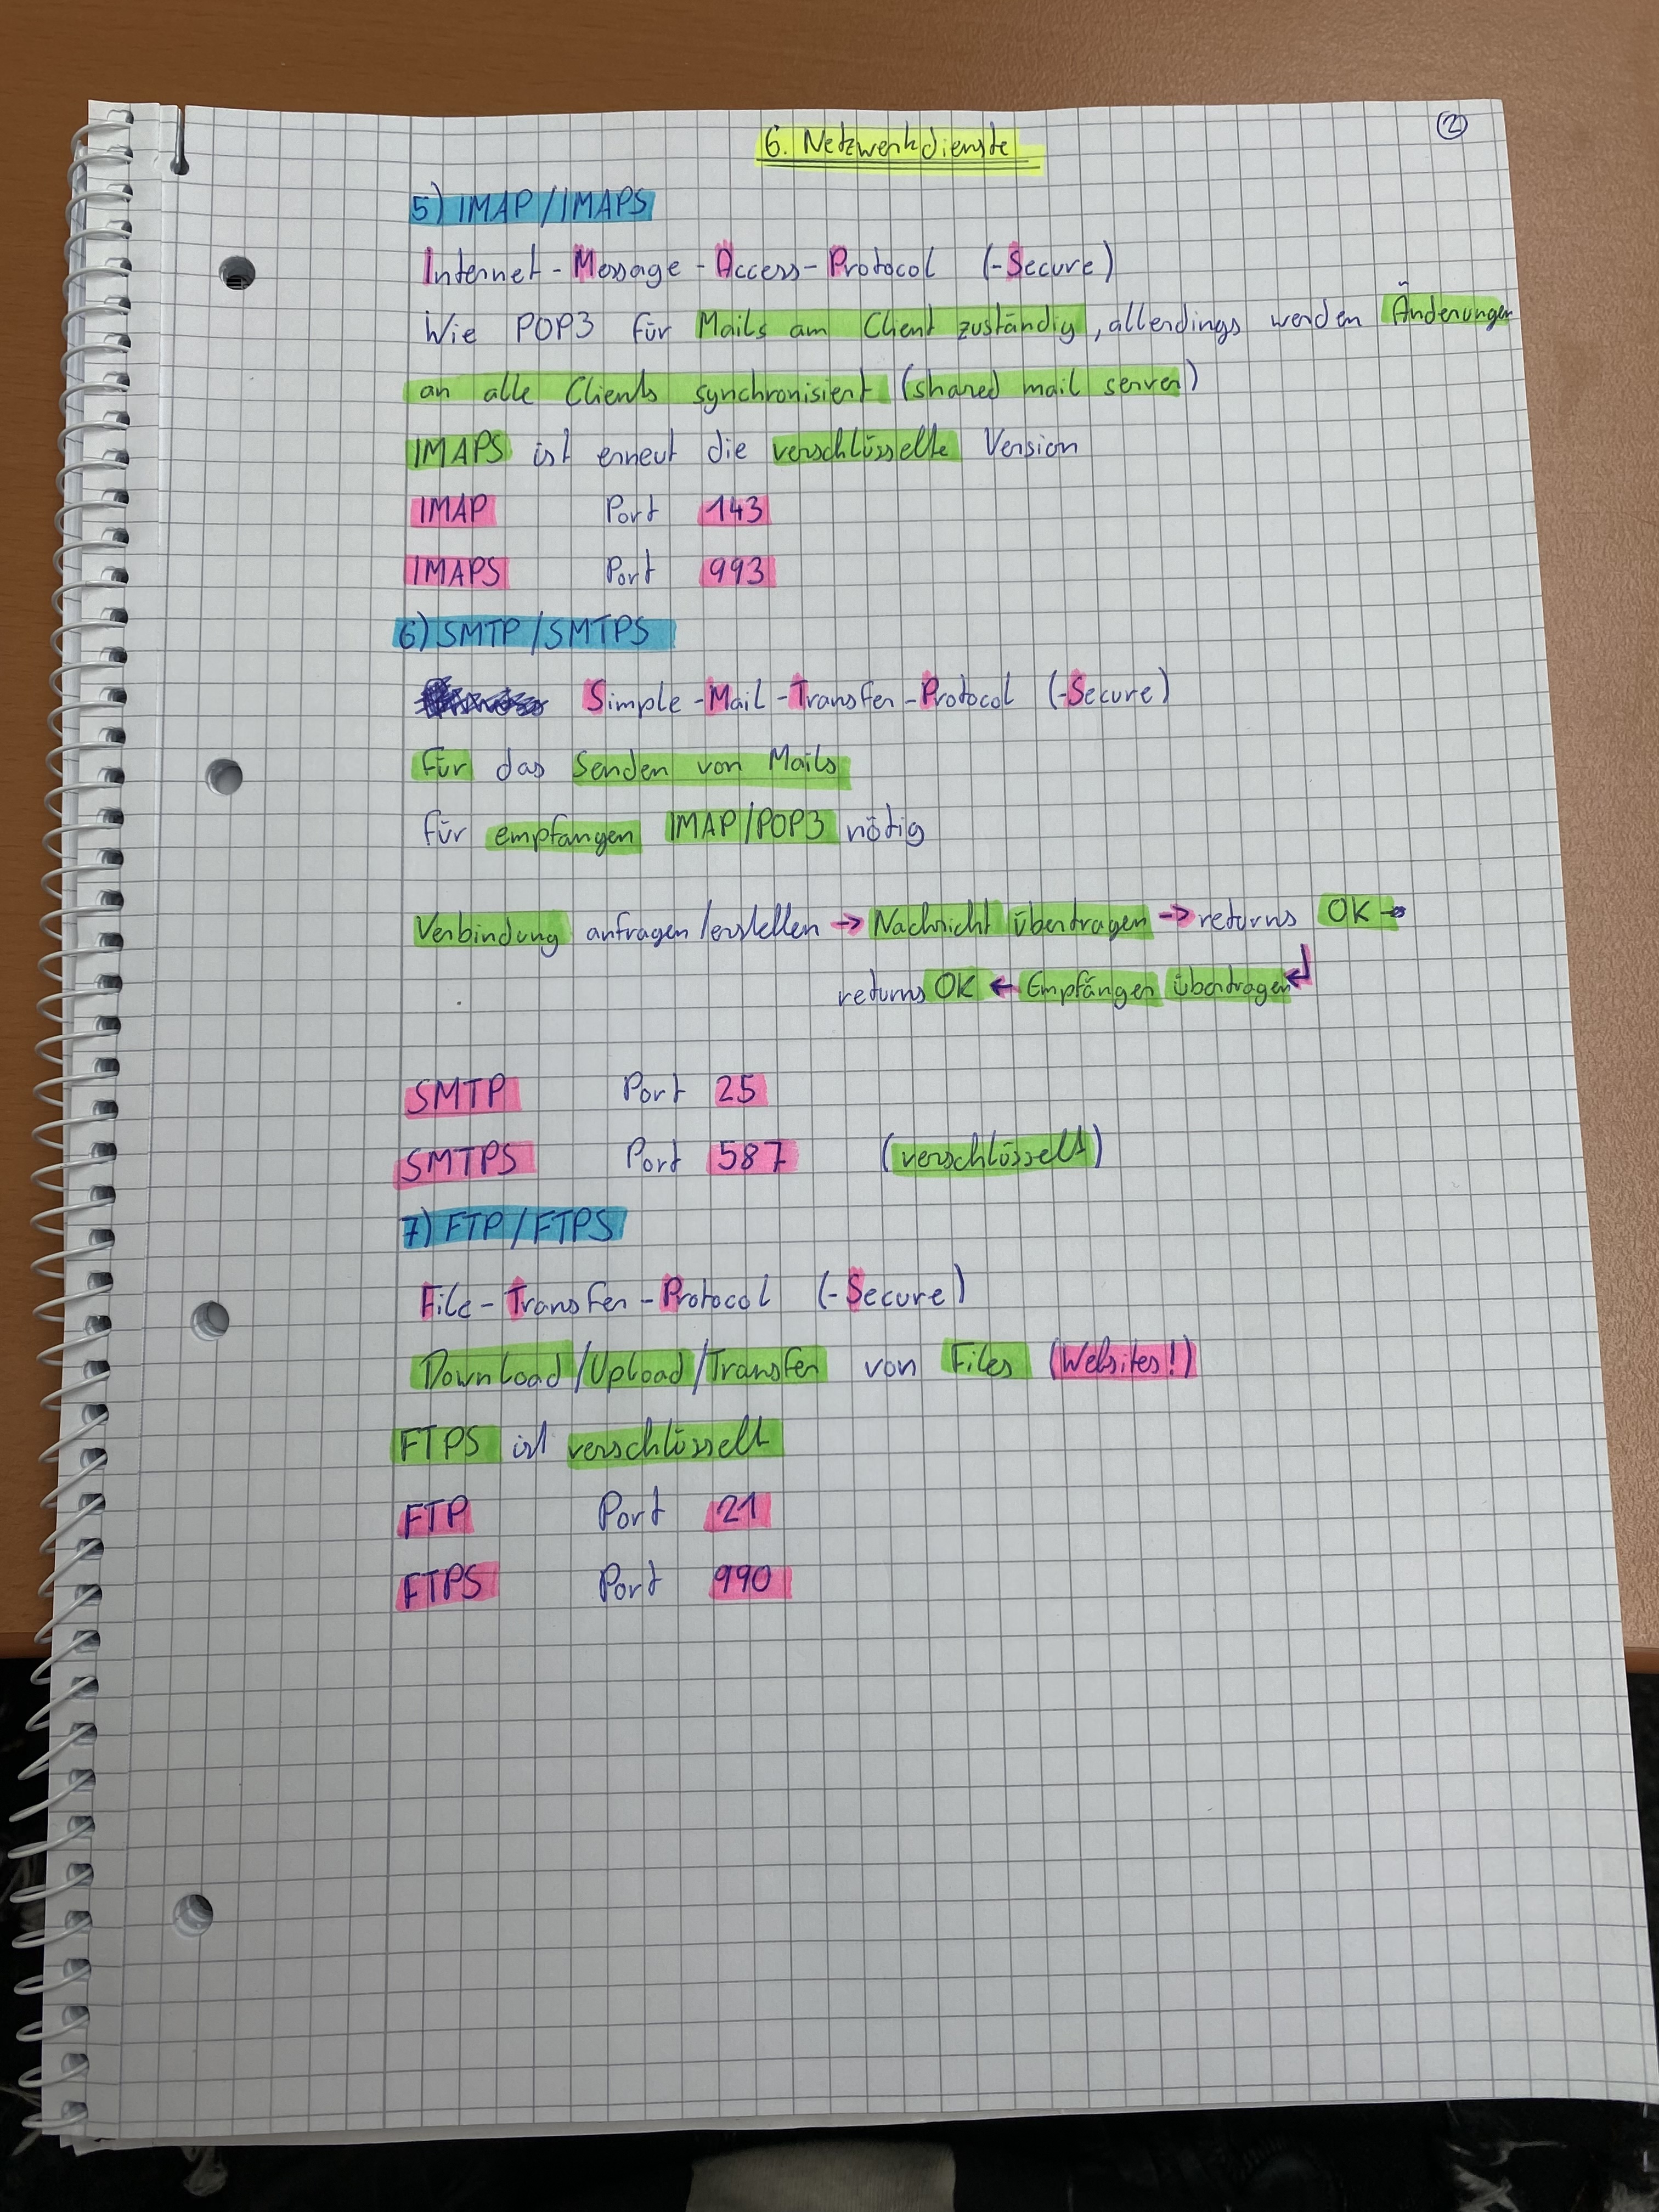 6. Netzwerkdienste
②
5) IMAP/IMAPS
Internet-Message-Access-Protocol (-Secure)
Wie POP3 für Mails am Client zuständig, allerdings werden Änderungen
an alle Clients synchronisiert (shared mail server)
IMAPS ist erneut die verschlüsselte Version
IMAP Port 143
IMAPS Port 993
6) SMTP/SMTPS
Simple-Mail-Transfer-Protocol (-Secure)
Für das Senden von Mails
Für empfangen IMAP/POP3 nötig
Verbindung anfragen/erstellen → Nachricht übertragen → returns OK →
returns OK ← Empfänger übertragen ↲
SMTP Port 25
SMTPS Port 587 (verschlüsselt)
7) FTP/FTPS
File-Transfer-Protocol (-Secure)
Download/Upload/Transfer von Files (Websites!)
FTPS ist verschlüsselt
FTP Port 21
FTPS Port 990